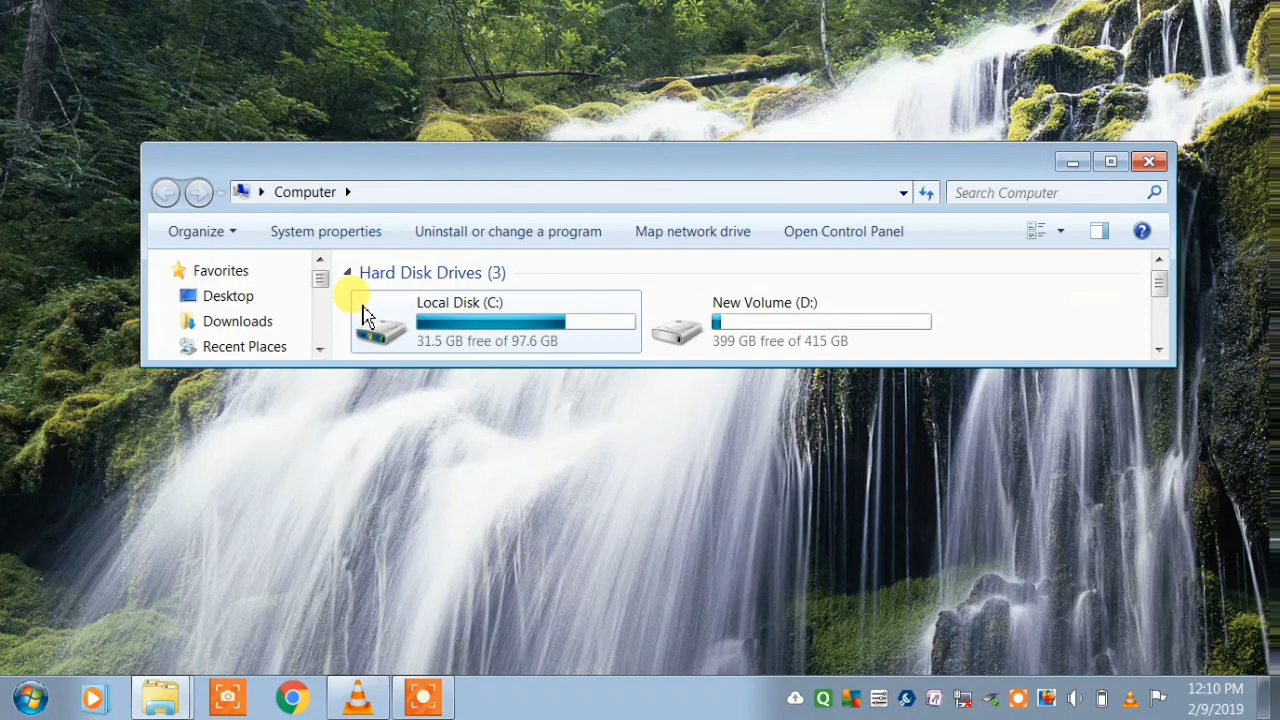 Computer
Search Computer
Organize
System properties
Uninstall or change a program
Map network drive
Open Control Panel
Favorites
Desktop
Downloads
Recent Places
Hard Disk Drives (3)
Local Disk (C:)
31.5 GB free of 97.6 GB
New Volume (D:)
399 GB free of 415 GB
12:10 PM
2/9/2019